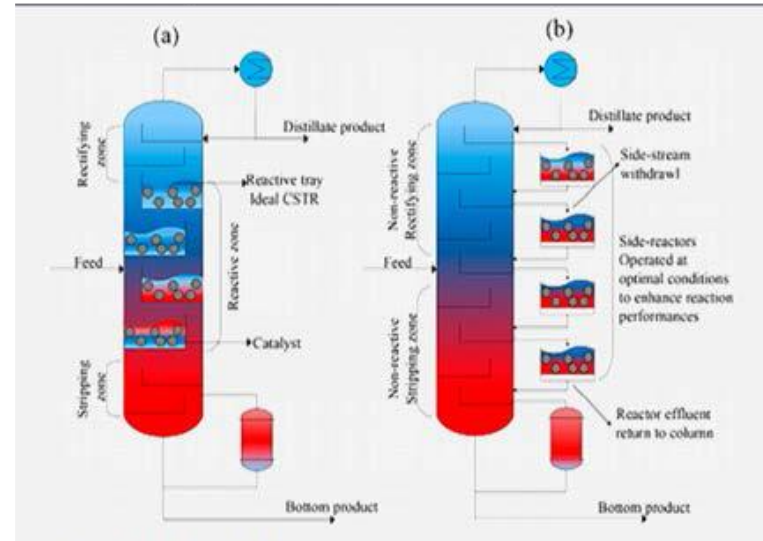 (a)
Distillate product
Rectifying
zone
Reactive tray
Ideal CSTR
Reactive zone
Feed
Catalyst
Stripping
zone
Bottom product
(b)
Distillate product
Side-stream
withdrawl
Non-reactive
Rectifying zone
Side-reactors
Operated at
optimal conditions
to enhance reaction
performances
Feed
Non-reactive
Stripping zone
Reactor effluent
return to column
Bottom product